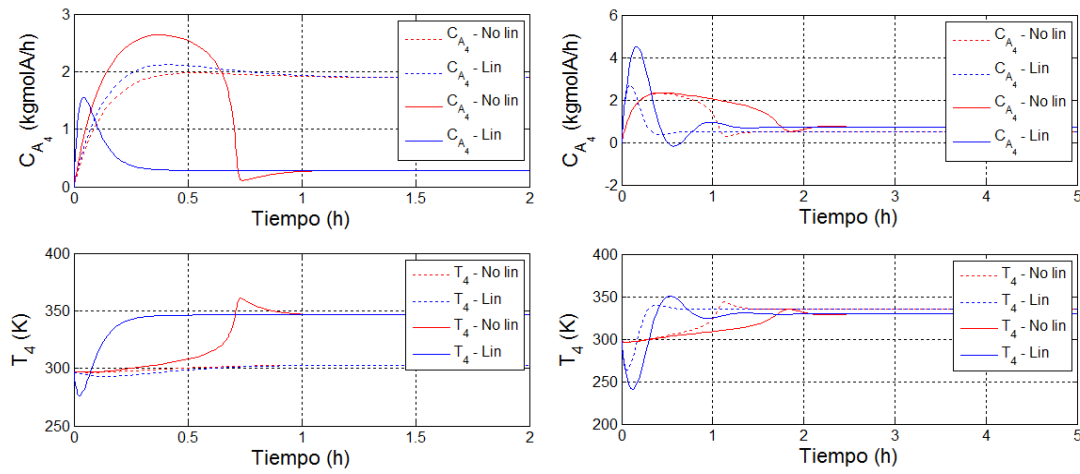 C_A4 (kgmolA/h)
3
2
1
0
0 0.5 1 1.5 2
Tiempo (h)
C_A4 - No lin
C_A4 - Lin
C_A4 - No lin
C_A4 - Lin
C_A4 (kgmolA/h)
6
4
2
0
-2
0 1 2 3 4 5
Tiempo (h)
C_A4 - No lin
C_A4 - Lin
C_A4 - No lin
C_A4 - Lin
T_4 (K)
400
350
300
250
0 0.5 1 1.5 2
Tiempo (h)
T_4 - No lin
T_4 - Lin
T_4 - No lin
T_4 - Lin
T_4 (K)
400
350
300
250
200
0 1 2 3 4 5
Tiempo (h)
T_4 - No lin
T_4 - Lin
T_4 - No lin
T_4 - Lin